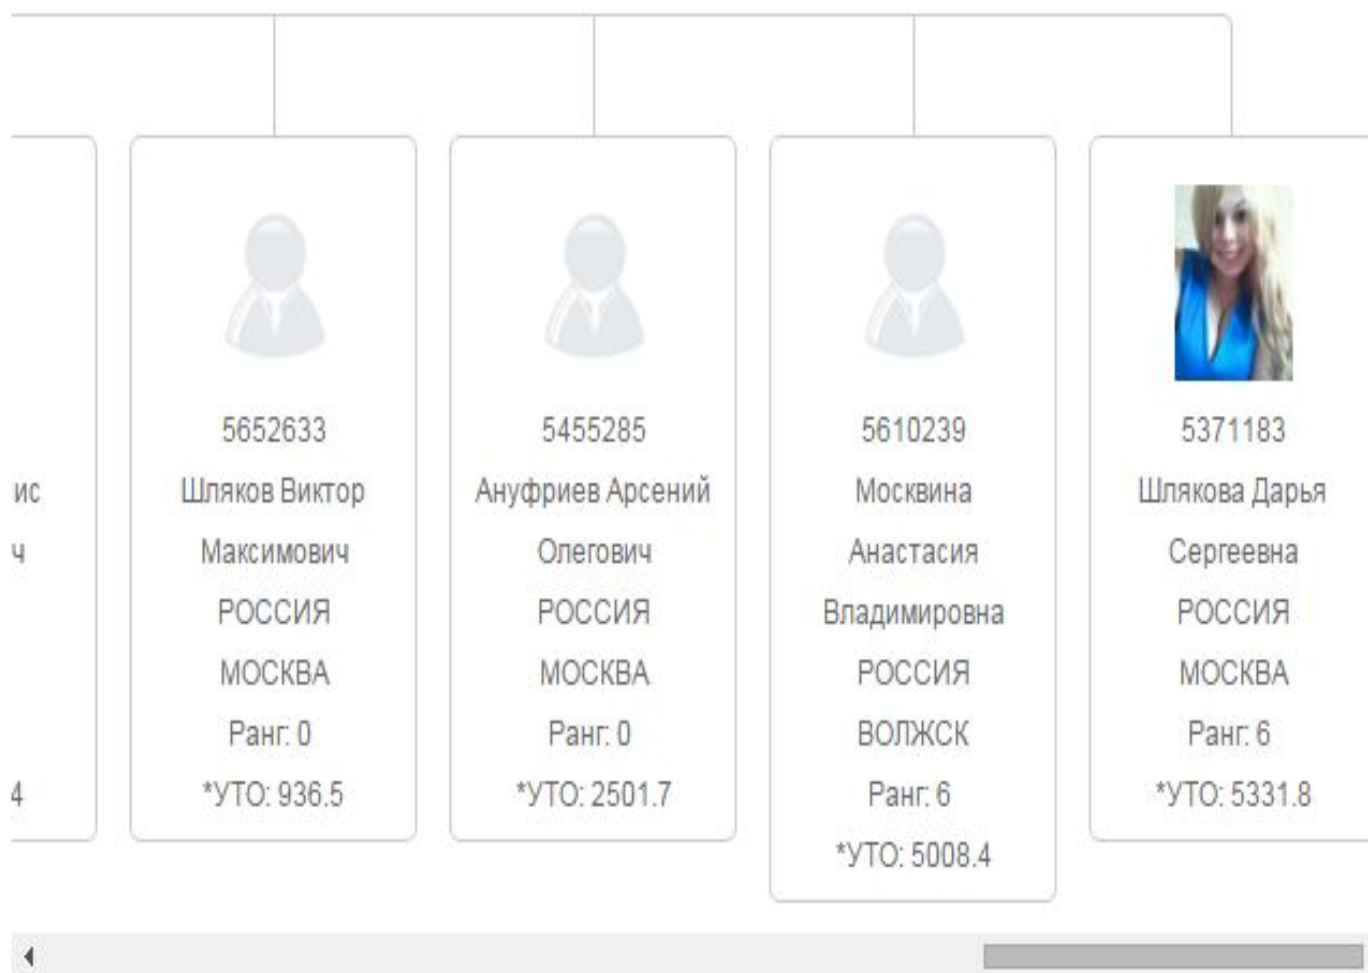 ис
ч
4
5652633
Шляков Виктор
Максимович
РОССИЯ
МОСКВА
Ранг: 0
*УТО: 936.5
5455285
Ануфриев Арсений
Олегович
РОССИЯ
МОСКВА
Ранг: 0
*УТО: 2501.7
5610239
Москвина
Анастасия
Владимировна
РОССИЯ
ВОЛЖСК
Ранг: 6
*УТО: 5008.4
5371183
Шлякова Дарья
Сергеевна
РОССИЯ
МОСКВА
Ранг: 6
*УТО: 5331.8